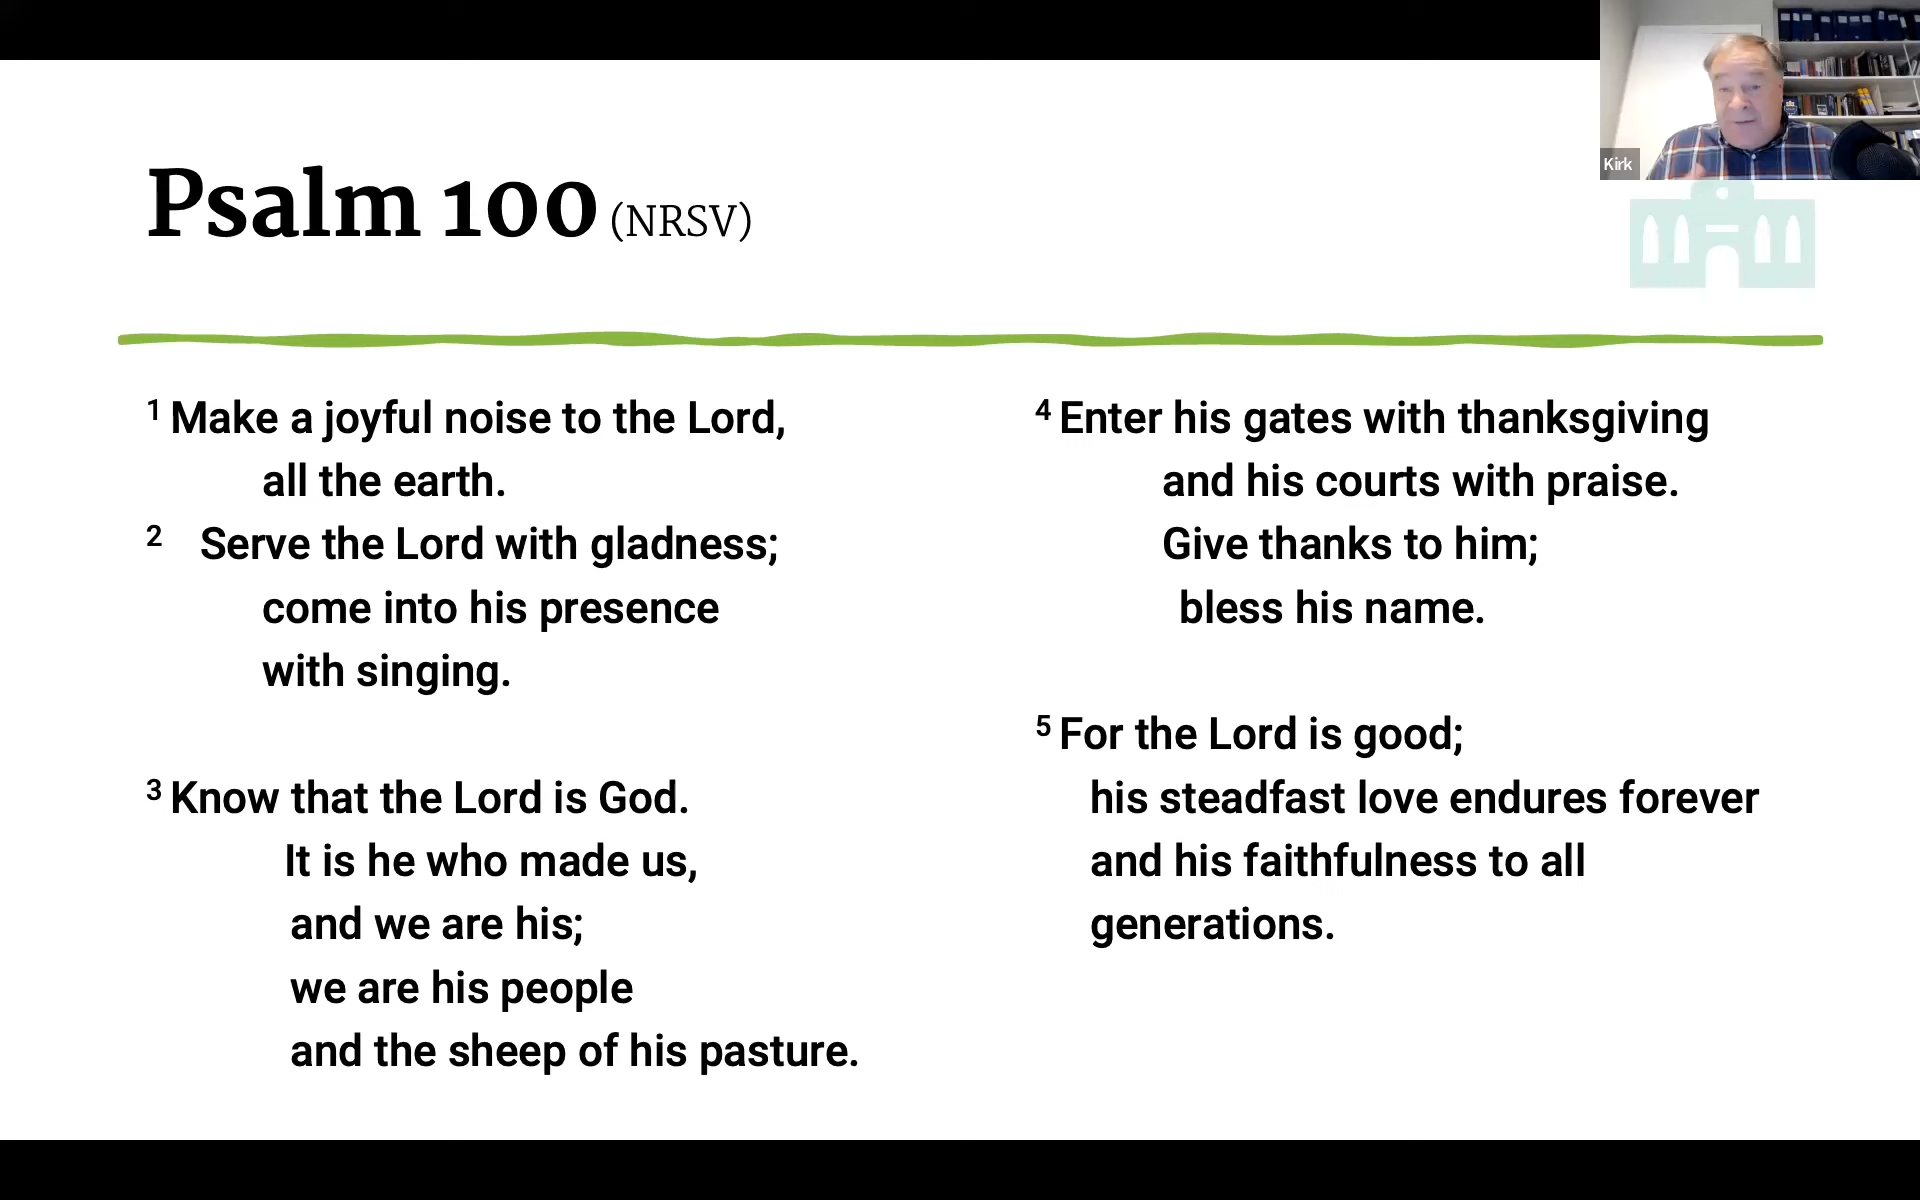 Kirk
Psalm 100 (NRSV)
1 Make a joyful noise to the Lord,
all the earth.
2 Serve the Lord with gladness;
come into his presence
with singing.
3 Know that the Lord is God.
It is he who made us,
and we are his;
we are his people
and the sheep of his pasture.
4 Enter his gates with thanksgiving
and his courts with praise.
Give thanks to him;
bless his name.
5 For the Lord is good;
his steadfast love endures forever
and his faithfulness to all
generations.